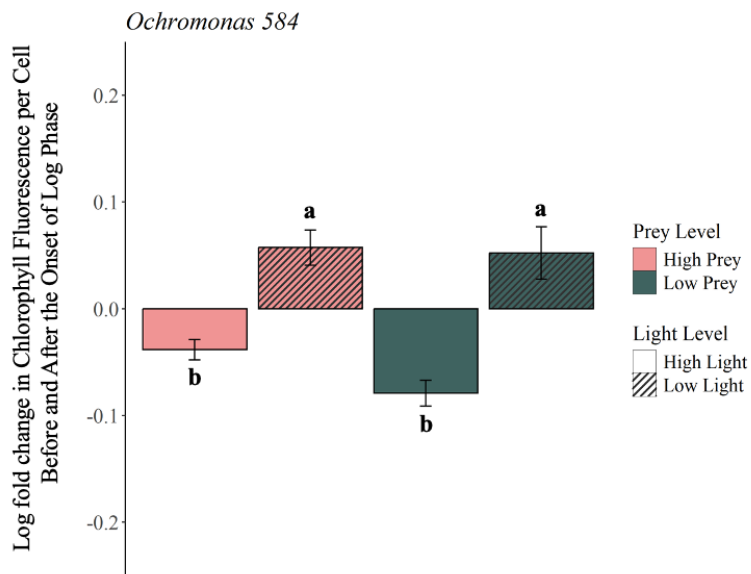 Ochromonas 584
Log fold change in Chlorophyll Fluorescence per Cell
Before and After the Onset of Log Phase
0.2
0.1
0.0
-0.1
-0.2
b
a
b
a
Prey Level
High Prey
Low Prey
Light Level
High Light
Low Light